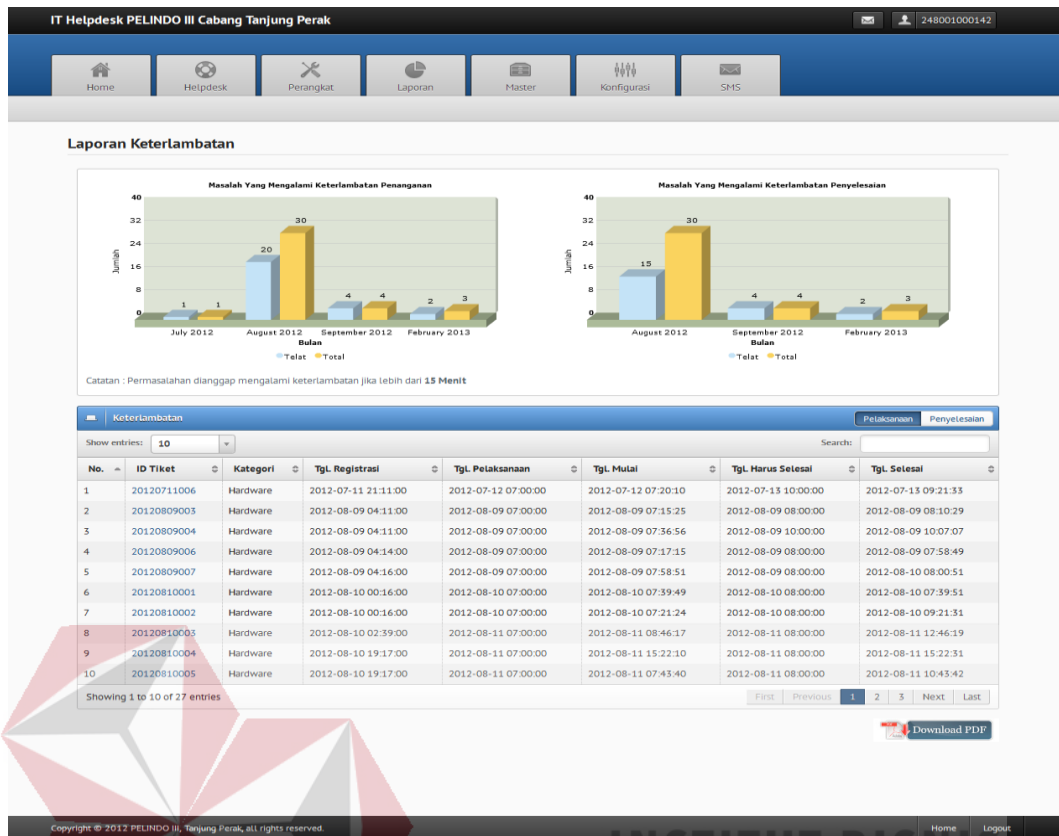 IT Helpdesk PELINDO III Cabang Tanjung Perak
248001000142
Home Helpdesk Perangkat Laporan Master Konfigurasi SMS
Laporan Keterlambatan
Masalah Yang Mengalami Keterlambatan Penanganan
40
32
24
16
8
0
Jumlah
1 1 20 30 4 4 2 3
July 2012 August 2012 September 2012 February 2013
Bulan
Telat Total
Masalah Yang Mengalami Keterlambatan Penyelesaian
40
32
24
16
8
0
Jumlah
15 30 4 4 2 3
August 2012 September 2012 February 2013
Bulan
Telat Total
Catatan : Permasalahan dianggap mengalami keterlambatan jika lebih dari 15 Menit
Keterlambatan Pelaksanaan Penyelesaian
Show entries: 10 Search:
No. ID Tiket Kategori Tgl. Registrasi Tgl. Pelaksanaan Tgl. Mulai Tgl. Harus Selesai Tgl. Selesai
1 20120711006 Hardware 2012-07-11 21:11:00 2012-07-12 07:00:00 2012-07-12 07:20:10 2012-07-13 10:00:00 2012-07-13 09:21:33
2 20120809003 Hardware 2012-08-09 04:11:00 2012-08-09 07:00:00 2012-08-09 07:15:25 2012-08-09 08:00:00 2012-08-09 08:10:29
3 20120809004 Hardware 2012-08-09 04:11:00 2012-08-09 07:00:00 2012-08-09 07:36:56 2012-08-09 10:00:00 2012-08-09 10:07:07
4 20120809006 Hardware 2012-08-09 04:14:00 2012-08-09 07:00:00 2012-08-09 07:17:15 2012-08-09 08:00:00 2012-08-09 07:58:49
5 20120809007 Hardware 2012-08-09 04:16:00 2012-08-09 07:00:00 2012-08-09 07:58:51 2012-08-09 08:00:00 2012-08-10 08:00:51
6 20120810001 Hardware 2012-08-10 00:16:00 2012-08-10 07:00:00 2012-08-10 07:39:49 2012-08-10 08:00:00 2012-08-10 07:39:51
7 20120810002 Hardware 2012-08-10 00:16:00 2012-08-10 07:00:00 2012-08-10 07:21:24 2012-08-10 08:00:00 2012-08-10 09:21:31
8 20120810003 Hardware 2012-08-10 02:39:00 2012-08-11 07:00:00 2012-08-11 08:46:17 2012-08-11 08:00:00 2012-08-11 12:46:19
9 20120810004 Hardware 2012-08-10 19:17:00 2012-08-11 07:00:00 2012-08-11 15:22:10 2012-08-11 08:00:00 2012-08-11 15:22:31
10 20120810005 Hardware 2012-08-10 19:17:00 2012-08-11 07:00:00 2012-08-11 07:43:40 2012-08-11 08:00:00 2012-08-11 10:43:42
Showing 1 to 10 of 27 entries First Previous 1 2 3 Next Last
Download PDF
Copyright © 2012 PELINDO III, Tanjung Perak, all rights reserved. Home Logout